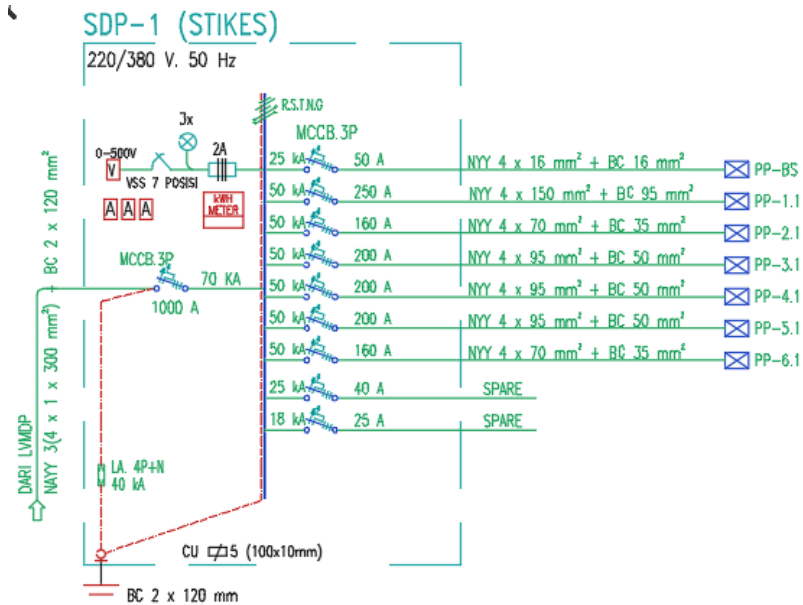 SDP-1 (STIKES)
220/380 V. 50 Hz
R.S.T.N.G
MCCB.3P
Jx
2A
0-500V
V
VSS 7 POSISI
kWH
METER
A A A
25 kA 50 A NYY 4 x 16 mm² + BC 16 mm² PP-BS
50 kA 250 A NYY 4 x 150 mm² + BC 95 mm² PP-1.1
50 kA 160 A NYY 4 x 70 mm² + BC 35 mm² PP-2.1
50 kA 200 A NYY 4 x 95 mm² + BC 50 mm² PP-3.1
50 kA 200 A NYY 4 x 95 mm² + BC 50 mm² PP-4.1
50 kA 200 A NYY 4 x 95 mm² + BC 50 mm² PP-5.1
50 kA 160 A NYY 4 x 70 mm² + BC 35 mm² PP-6.1
25 kA 40 A SPARE
18 kA 25 A SPARE
MCCB.3P
70 KA
1000 A
DARI LVMDP
NAYY 3(4 x 1 x 300 mm²) + BC 2 x 120 mm²
LA. 4P+N
40 kA
CU 5 (100x10mm)
BC 2 x 120 mm